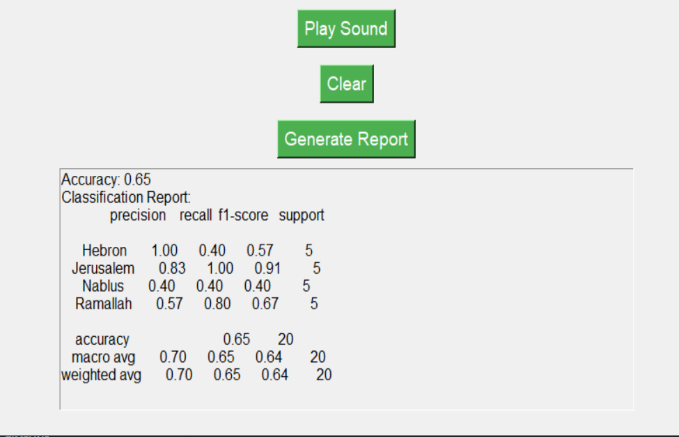 Play Sound
Clear
Generate Report
Accuracy: 0.65
Classification Report:
precision recall f1-score support
Hebron 1.00 0.40 0.57 5
Jerusalem 0.83 1.00 0.91 5
Nablus 0.40 0.40 0.40 5
Ramallah 0.57 0.80 0.67 5
accuracy 0.65 20
macro avg 0.70 0.65 0.64 20
weighted avg 0.70 0.65 0.64 20